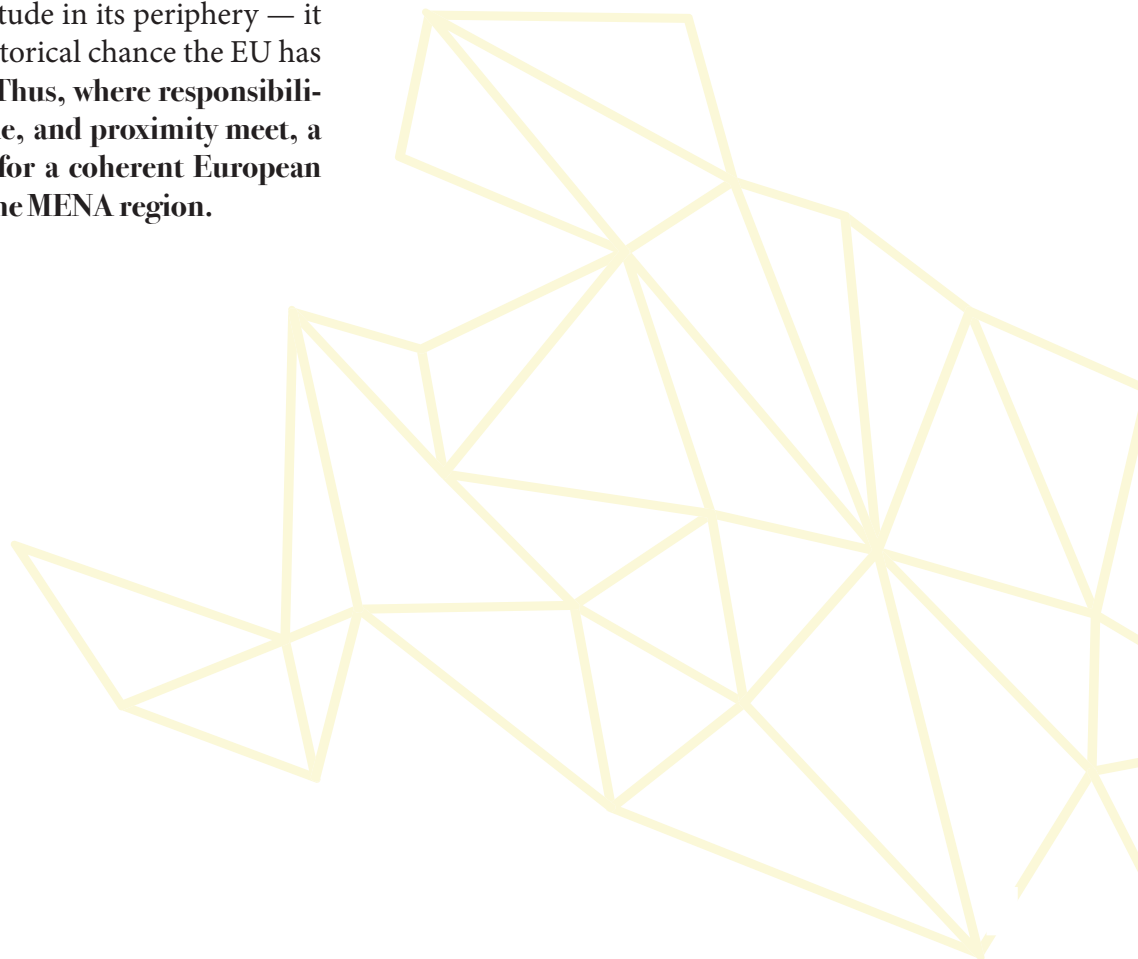 tude in its periphery — it
torical chance the EU has
Thus, where responsibili-
e, and proximity meet, a
for a coherent European
he MENA region.